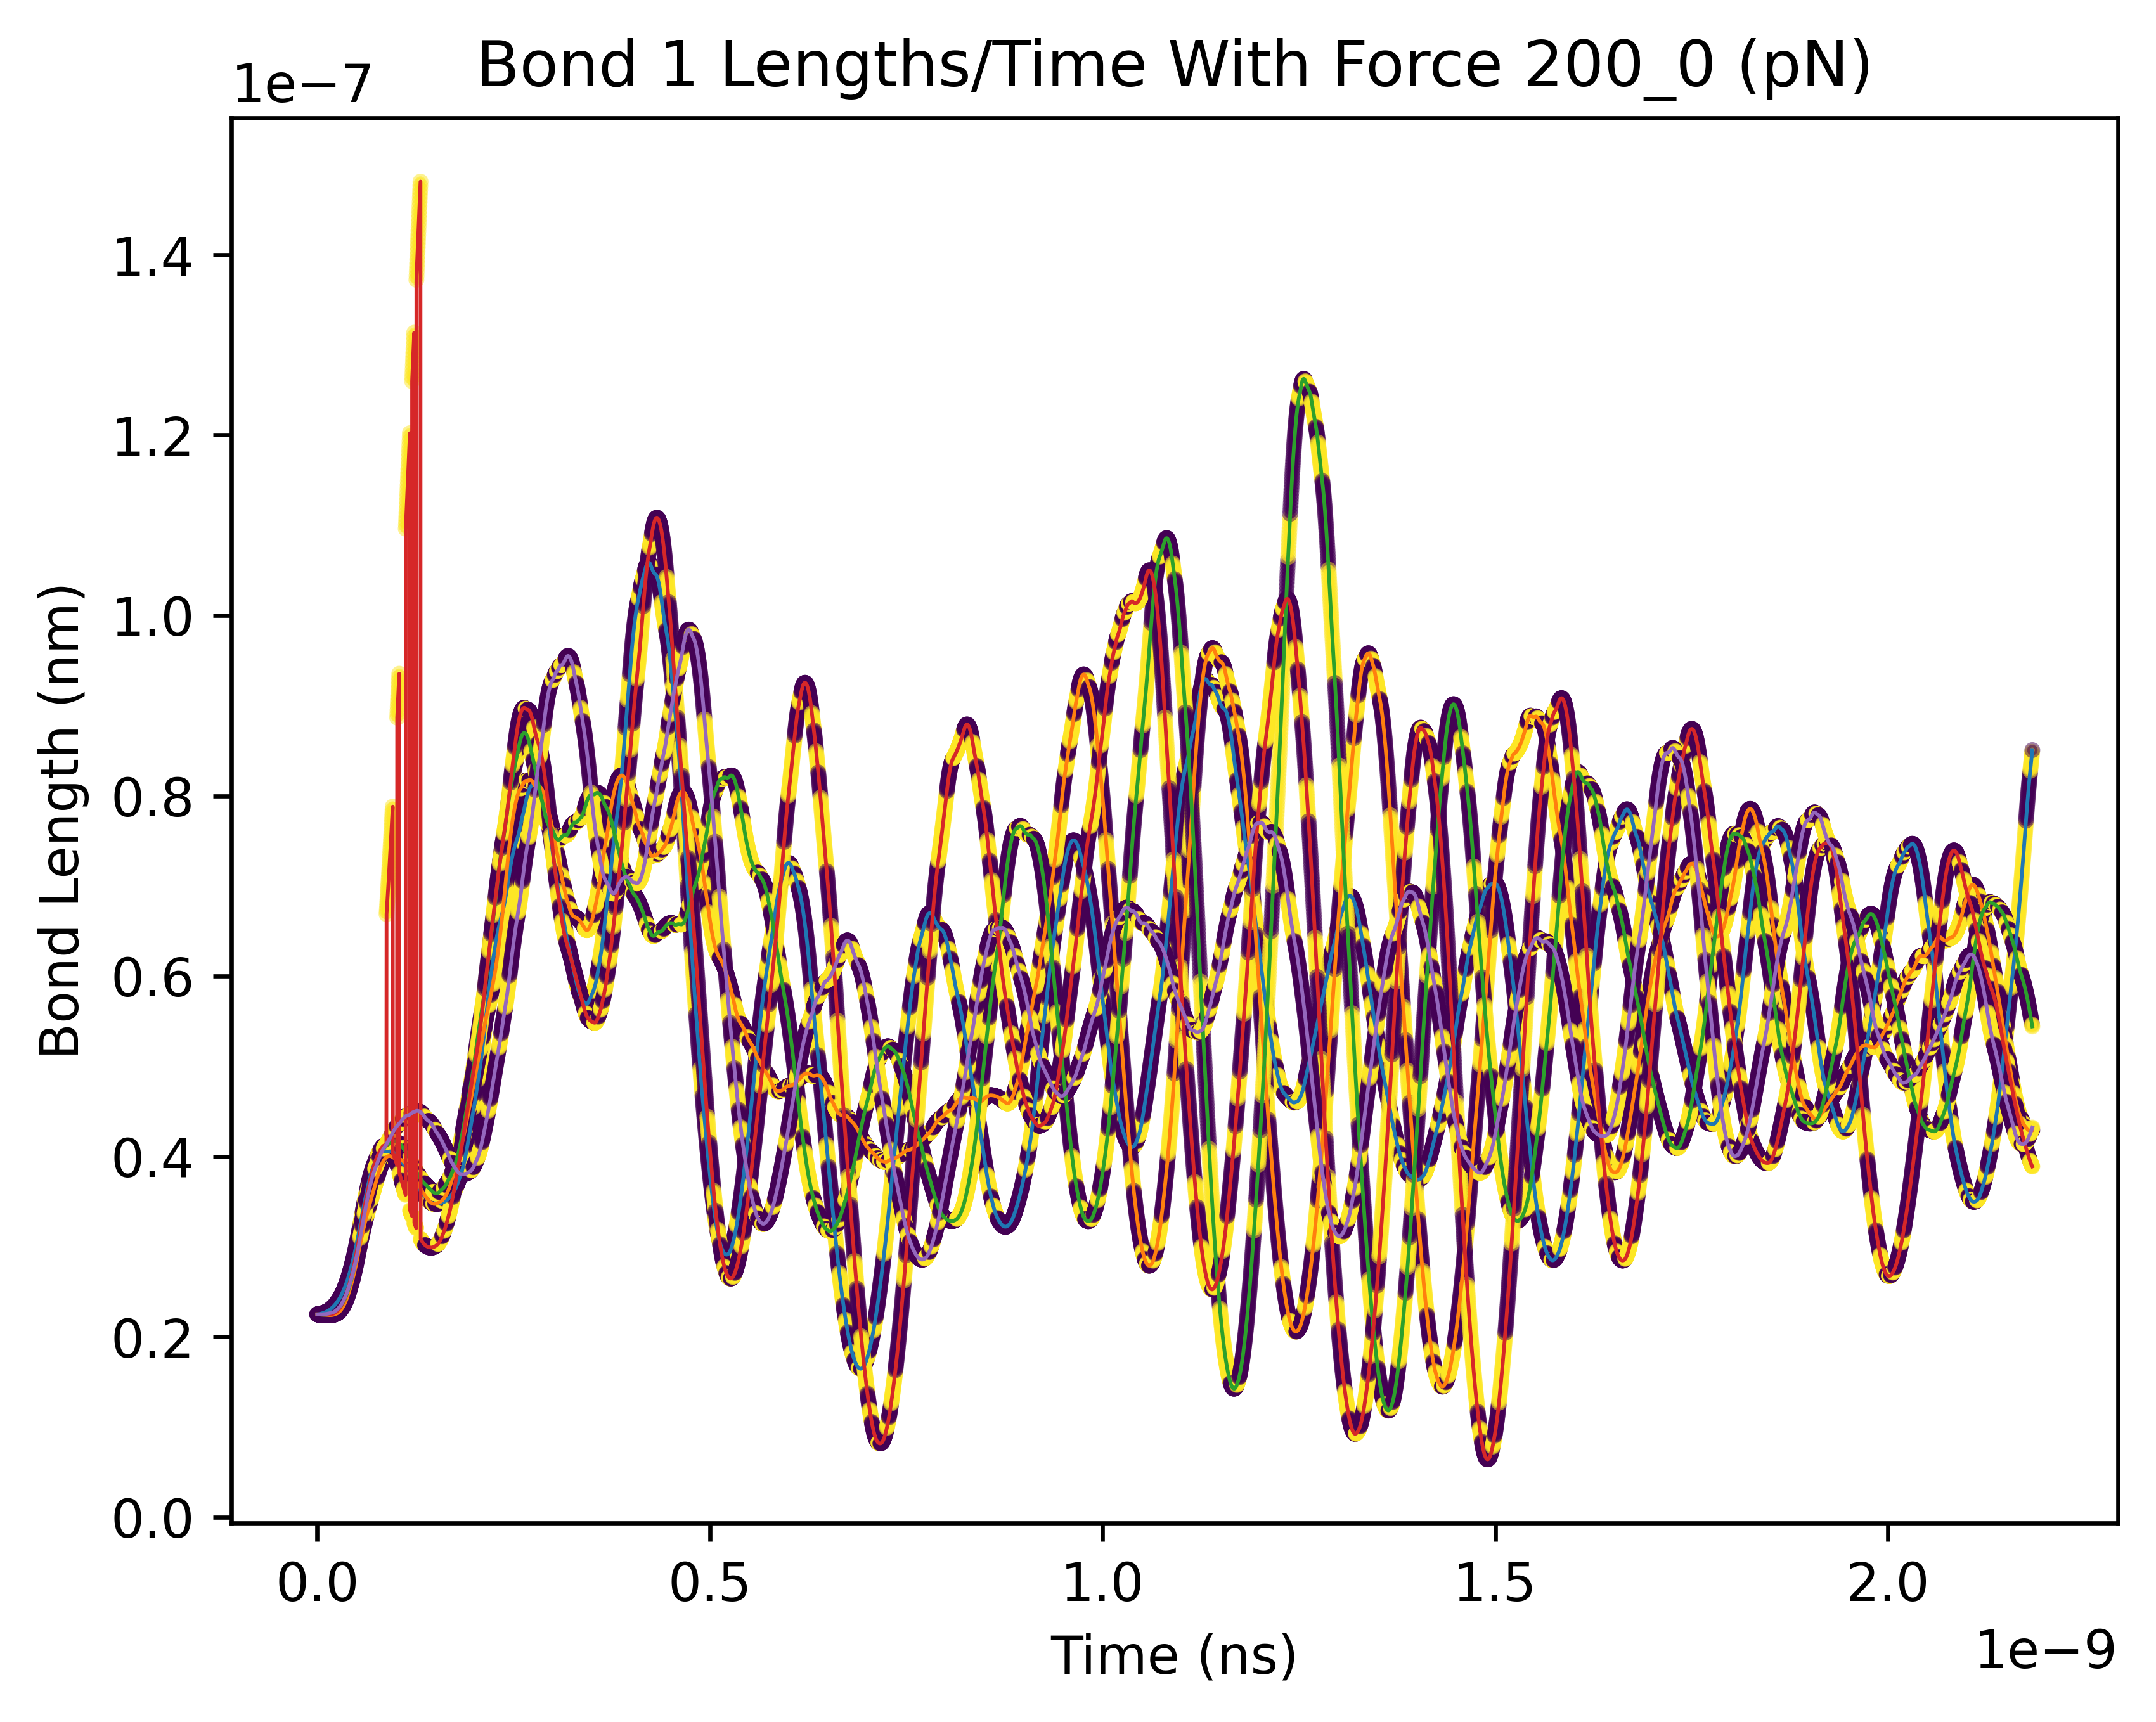 Bond 1 Lengths/Time With Force 200_0 (pN)
1e−7
1.4
1.2
1.0
0.8
0.6
0.4
0.2
0.0
Bond Length (nm)
0.0 0.5 1.0 1.5 2.0
Time (ns)
1e−9